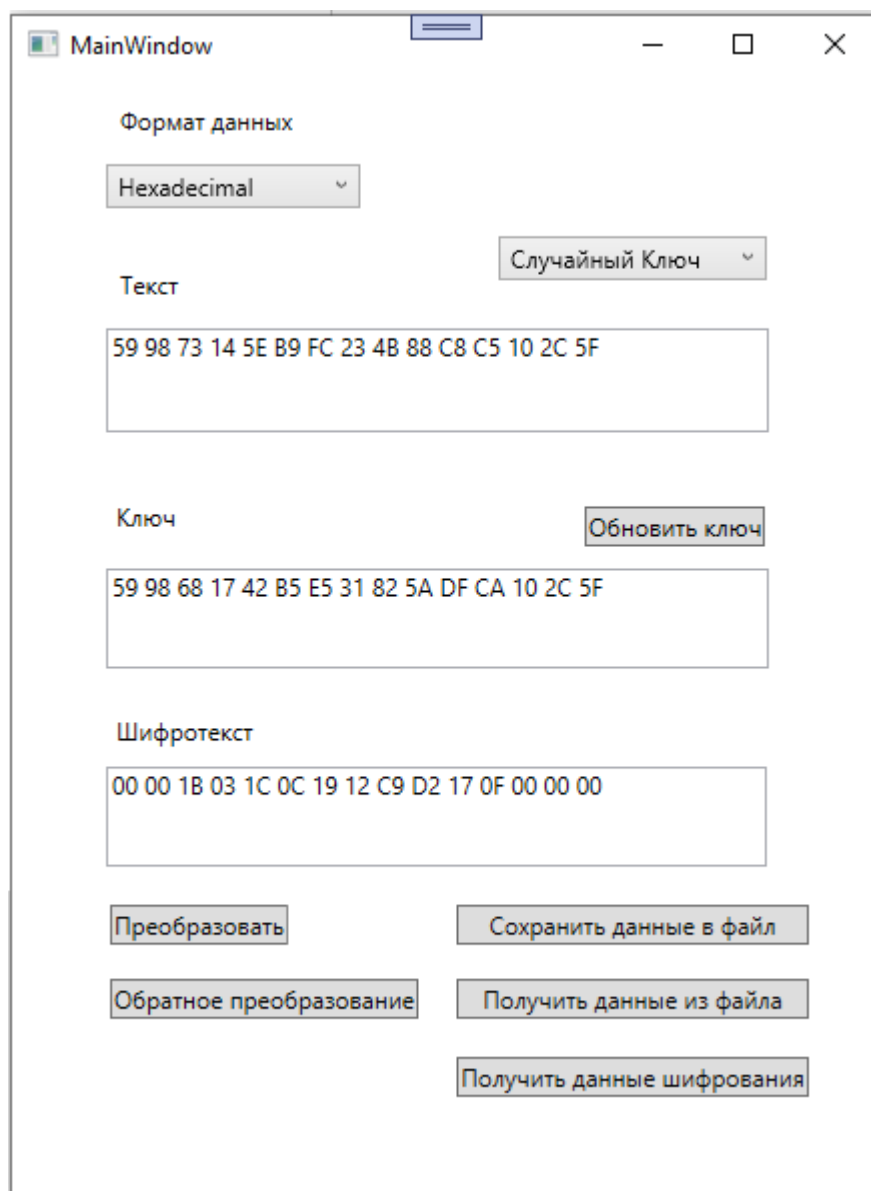 MainWindow
Формат данных
Hexadecimal
Случайный Ключ
Текст
59 98 73 14 5E B9 FC 23 4B 88 C8 C5 10 2C 5F
Ключ
Обновить ключ
59 98 68 17 42 B5 E5 31 82 5A DF CA 10 2C 5F
Шифротекст
00 00 1B 03 1C 0C 19 12 C9 D2 17 0F 00 00 00
Преобразовать
Сохранить данные в файл
Обратное преобразование
Получить данные из файла
Получить данные шифрования